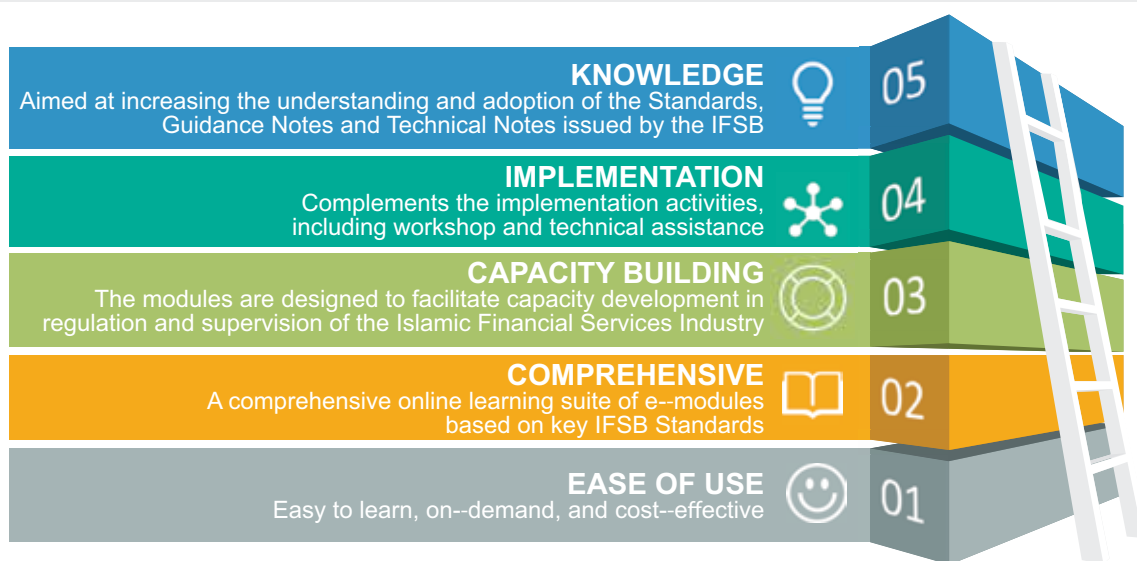 KNOWLEDGE
Aimed at increasing the understanding and adoption of the Standards,
Guidance Notes and Technical Notes issued by the IFSB
05
IMPLEMENTATION
Complements the implementation activities,
including workshop and technical assistance
04
CAPACITY BUILDING
The modules are designed to facilitate capacity development in
regulation and supervision of the Islamic Financial Services Industry
03
COMPREHENSIVE
A comprehensive online learning suite of e--modules
based on key IFSB Standards
02
EASE OF USE
Easy to learn, on--demand, and cost--effective
01